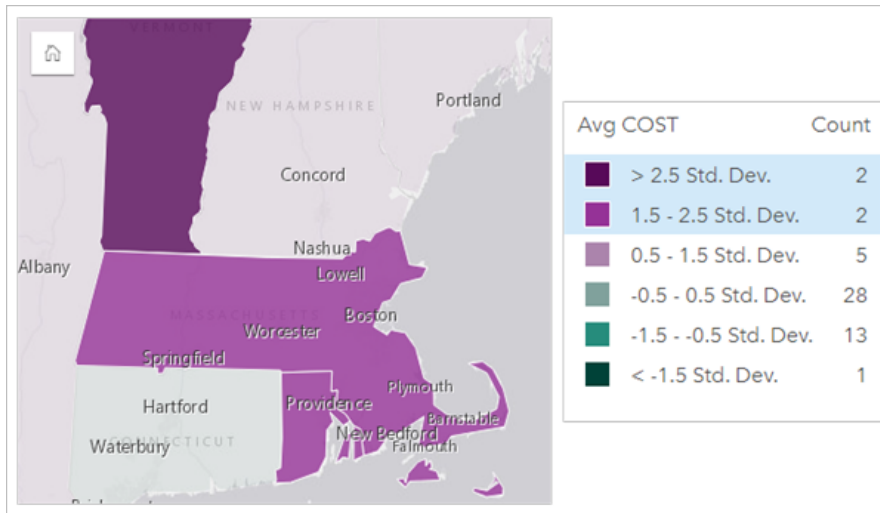 VERMONT
NEW HAMPSHIRE
Portland
Concord
Nashua
Albany
Lowell
MASSACHUSETTS
Boston
Worcester
Springfield
Plymouth
Hartford
Providence
Barnstable
New Bedford
Waterbury
CONNECTICUT
Falmouth
Avg COST Count
> 2.5 Std. Dev. 2
1.5 - 2.5 Std. Dev. 2
0.5 - 1.5 Std. Dev. 5
-0.5 - 0.5 Std. Dev. 28
-1.5 - -0.5 Std. Dev. 13
< -1.5 Std. Dev. 1